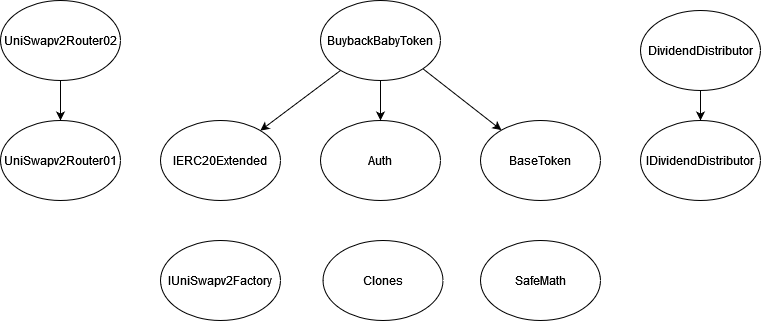 UniSwapv2Router02
BuybackBabyToken
DividendDistributor
UniSwapv2Router01
IERC20Extended
Auth
BaseToken
IDividendDistributor
IUniSwapv2Factory
Clones
SafeMath